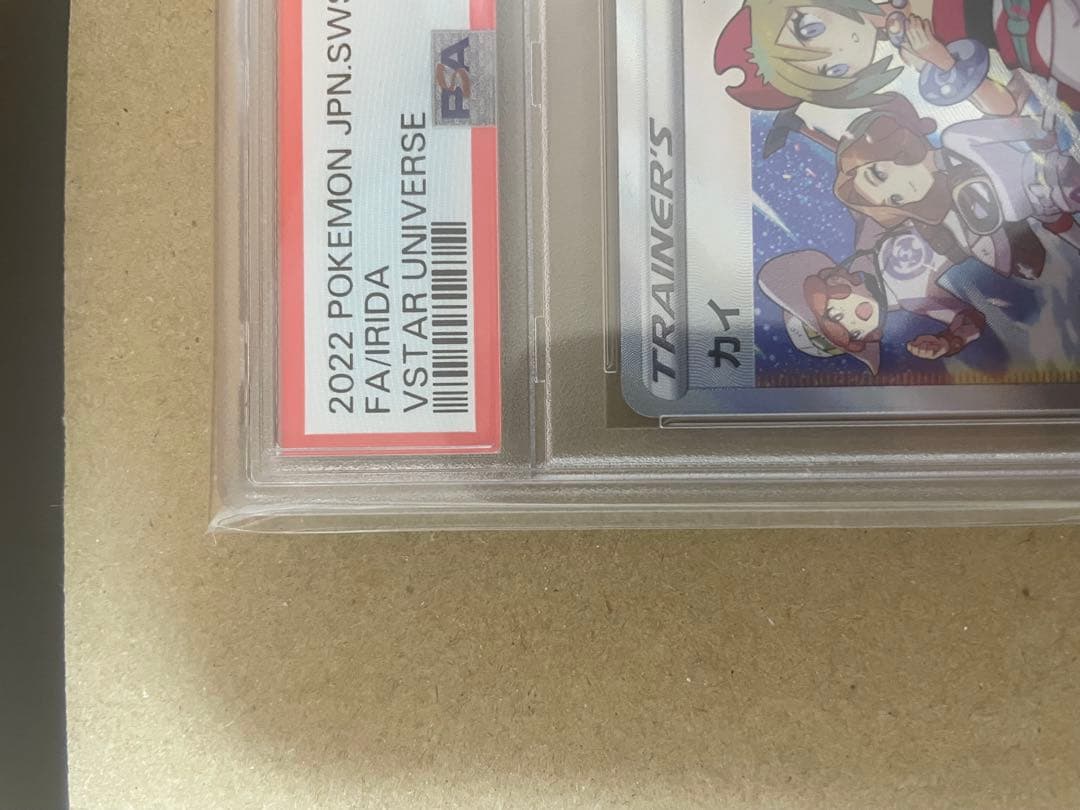 2022 POKEMON JPN.SWS
FA/IRIDA
VSTAR UNIVERSE
PSA
TRAINER'S
カイ